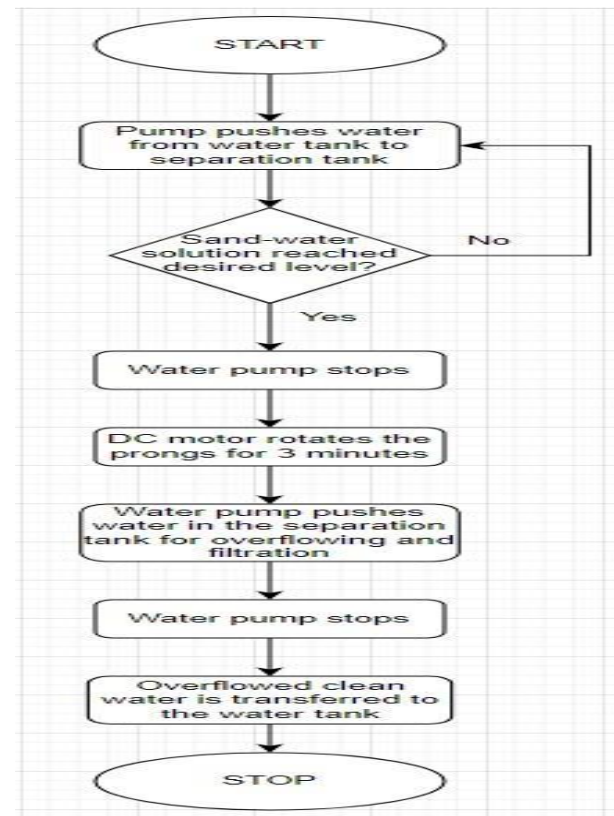 START
Pump pushes water
from water tank to
separation tank
Sand-water
solution reached
desired level?
No
Yes
Water pump stops
DC motor rotates the
prongs for 3 minutes
Water pump pushes
water in the separation
tank for overflowing and
filtration
Water pump stops
Overflowed clean
water is transferred to
the water tank
STOP